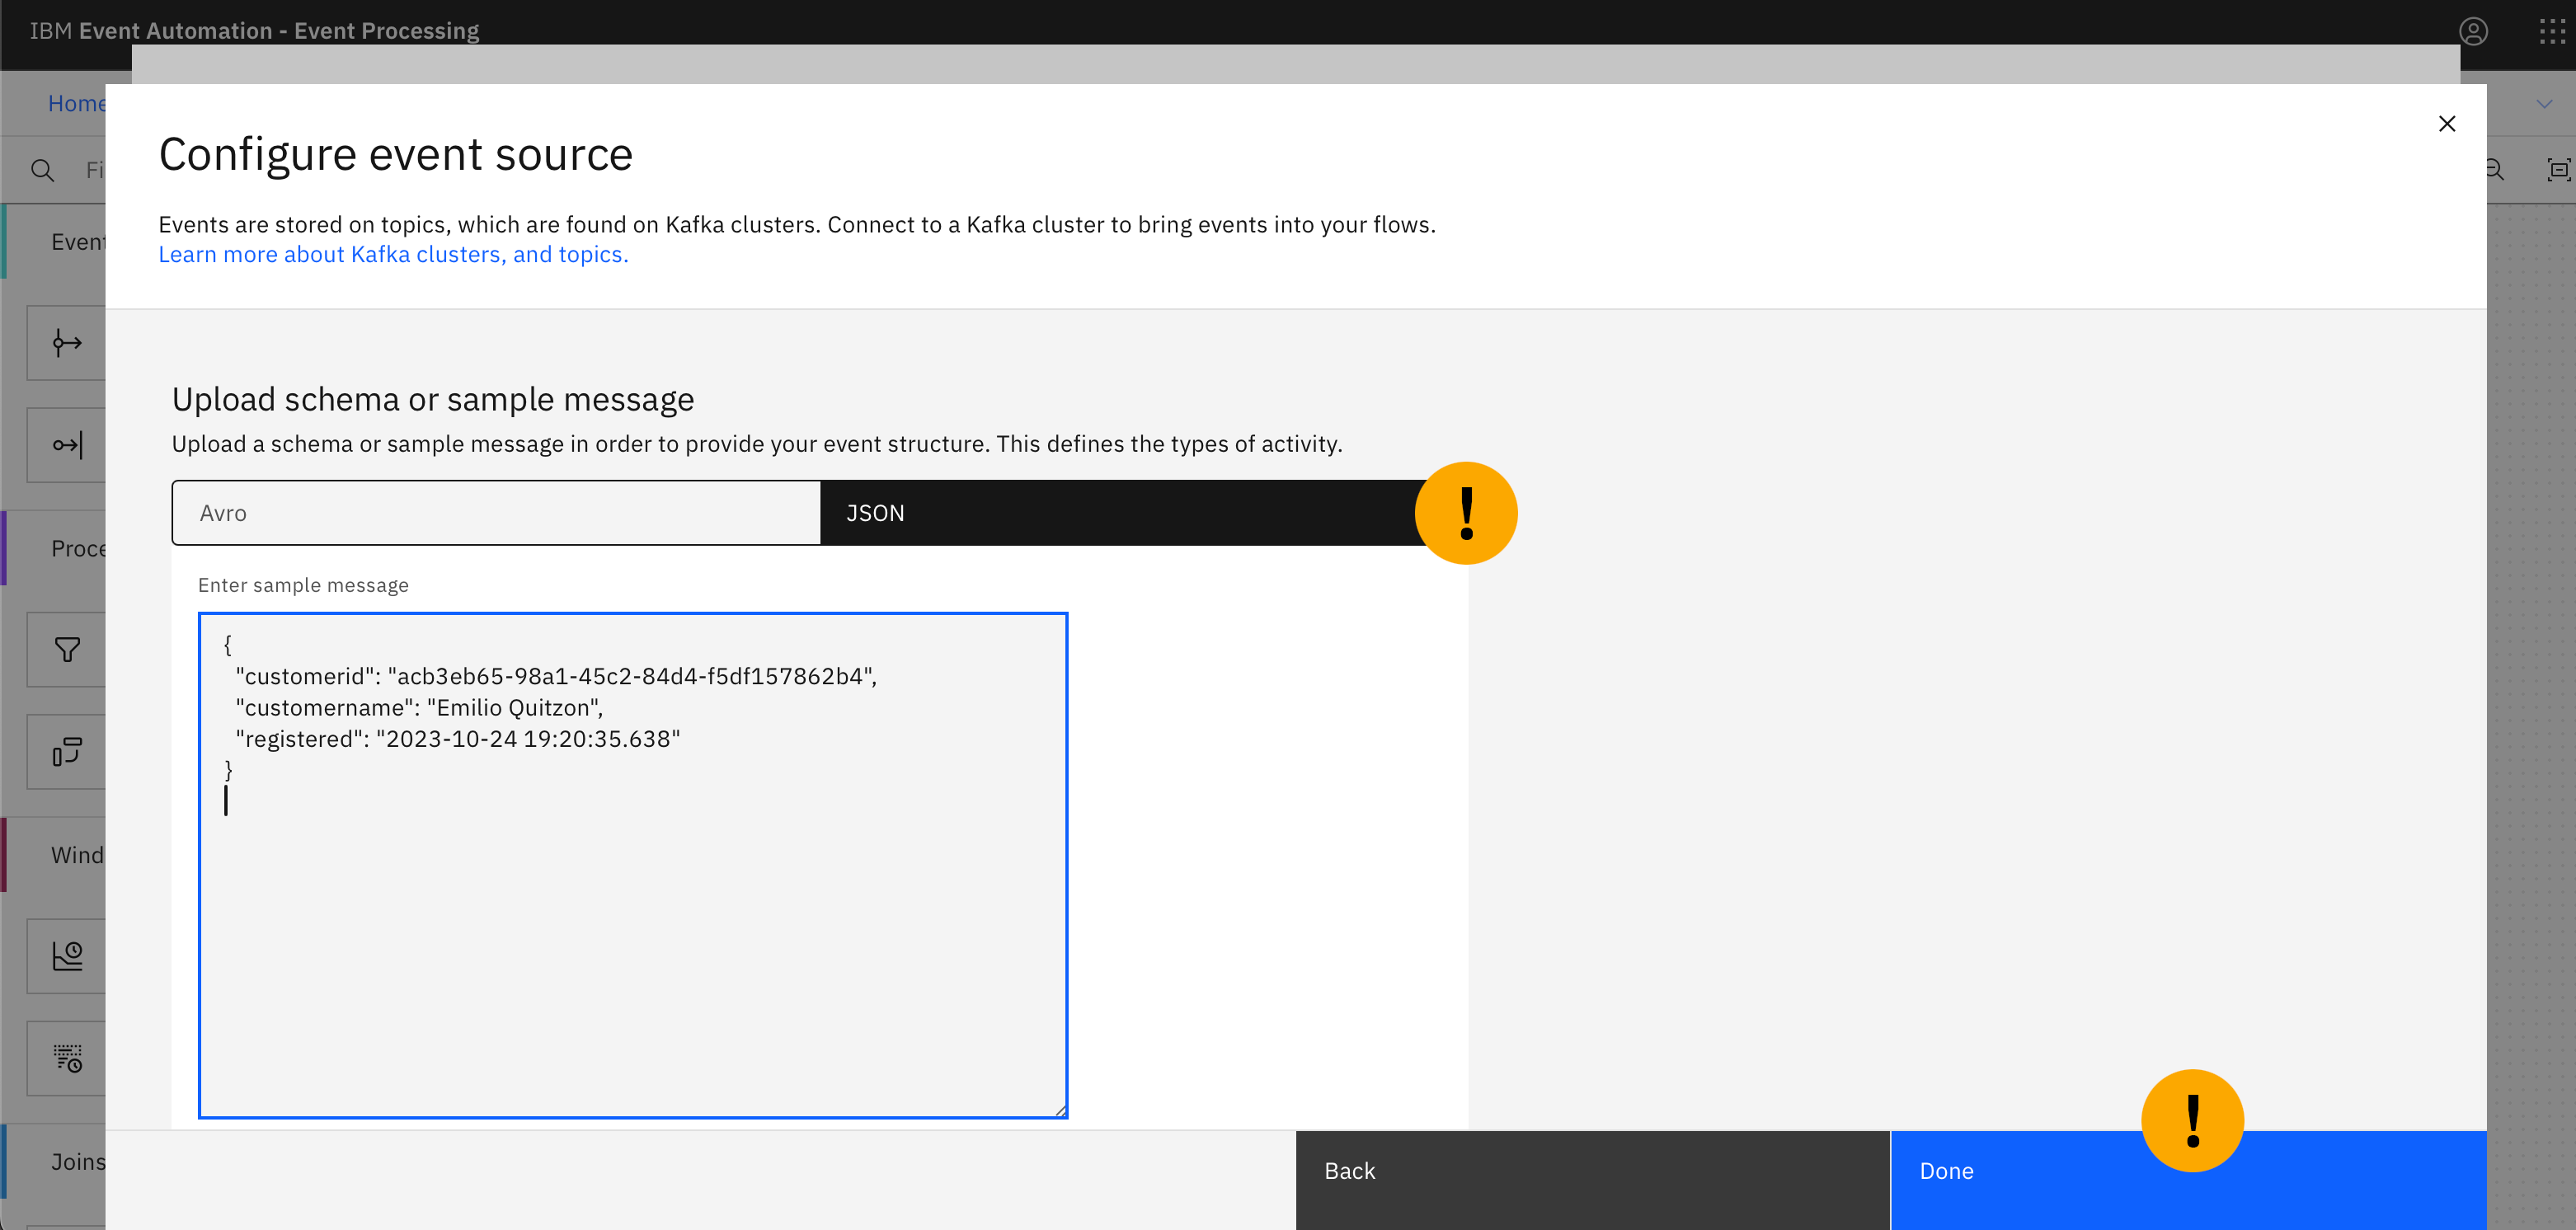 IBM Event Automation - Event Processing
Home
Configure event source
Fi
Events are stored on topics, which are found on Kafka clusters. Connect to a Kafka cluster to bring events into your flows.
Learn more about Kafka clusters, and topics.
Event
Upload schema or sample message
Upload a schema or sample message in order to provide your event structure. This defines the types of activity.
Avro
JSON
!
Proce
Enter sample message
{
"customerid": "acb3eb65-98a1-45c2-84d4-f5df157862b4",
"customername": "Emilio Quitzon",
"registered": "2023-10-24 19:20:35.638"
}
Wind
!
Joins
Back
Done